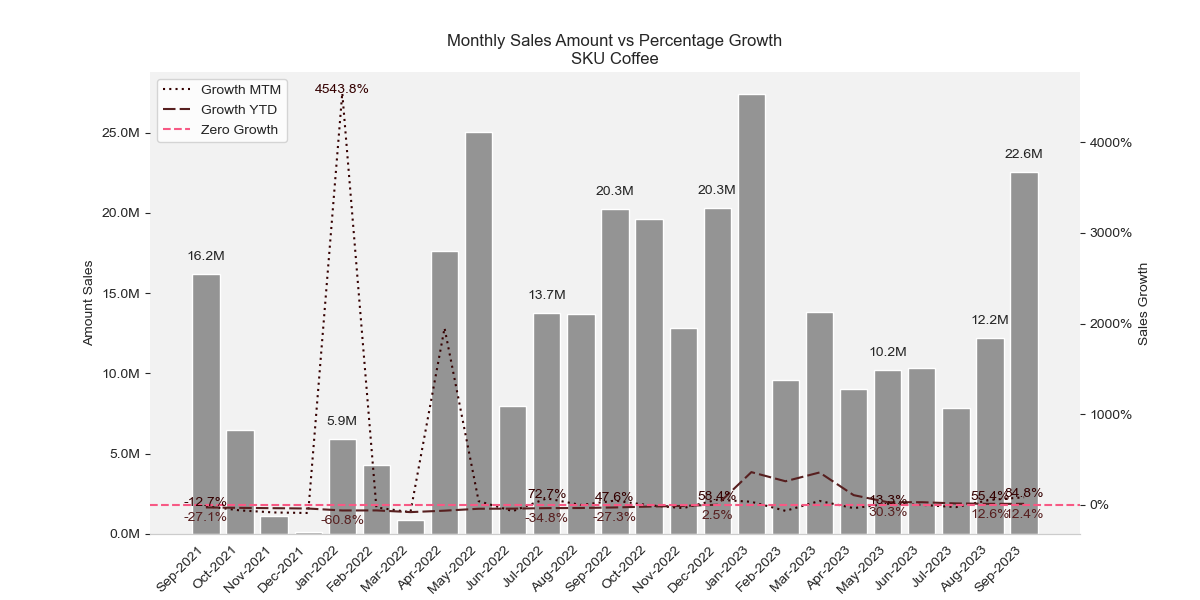 Monthly Sales Amount vs Percentage Growth
SKU Coffee
Growth MTM
Growth YTD
Zero Growth
Amount Sales
25.0M
20.0M
15.0M
10.0M
5.0M
0.0M
Sales Growth
4000%
3000%
2000%
1000%
0%
16.2M
5.9M
13.7M
20.3M
20.3M
10.2M
12.2M
22.6M
-12.7%
4543.8%
72.7%
47.6%
58.4%
13.3%
55.4%
84.8%
-27.1%
-60.8%
-34.8%
-27.3%
2.5%
30.3%
12.6%
12.4%
Sep-2021
Oct-2021
Nov-2021
Dec-2021
Jan-2022
Feb-2022
Mar-2022
Apr-2022
May-2022
Jun-2022
Jul-2022
Aug-2022
Sep-2022
Oct-2022
Nov-2022
Dec-2022
Jan-2023
Feb-2023
Mar-2023
Apr-2023
May-2023
Jun-2023
Jul-2023
Aug-2023
Sep-2023